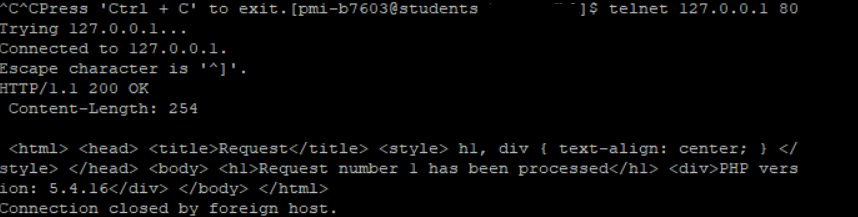 ^C^CPress 'Ctrl + C' to exit.[pmi-b7603@students ]$ telnet 127.0.0.1 80
Trying 127.0.0.1...
Connected to 127.0.0.1.
Escape character is '^]'.
HTTP/1.1 200 OK
 Content-Length: 254

 <html> <head> <title>Request</title> <style> h1, div { text-align: center; } </
style> </head> <body> <h1>Request number 1 has been processed</h1> <div>PHP vers
ion: 5.4.16</div> </body> </html>
Connection closed by foreign host.